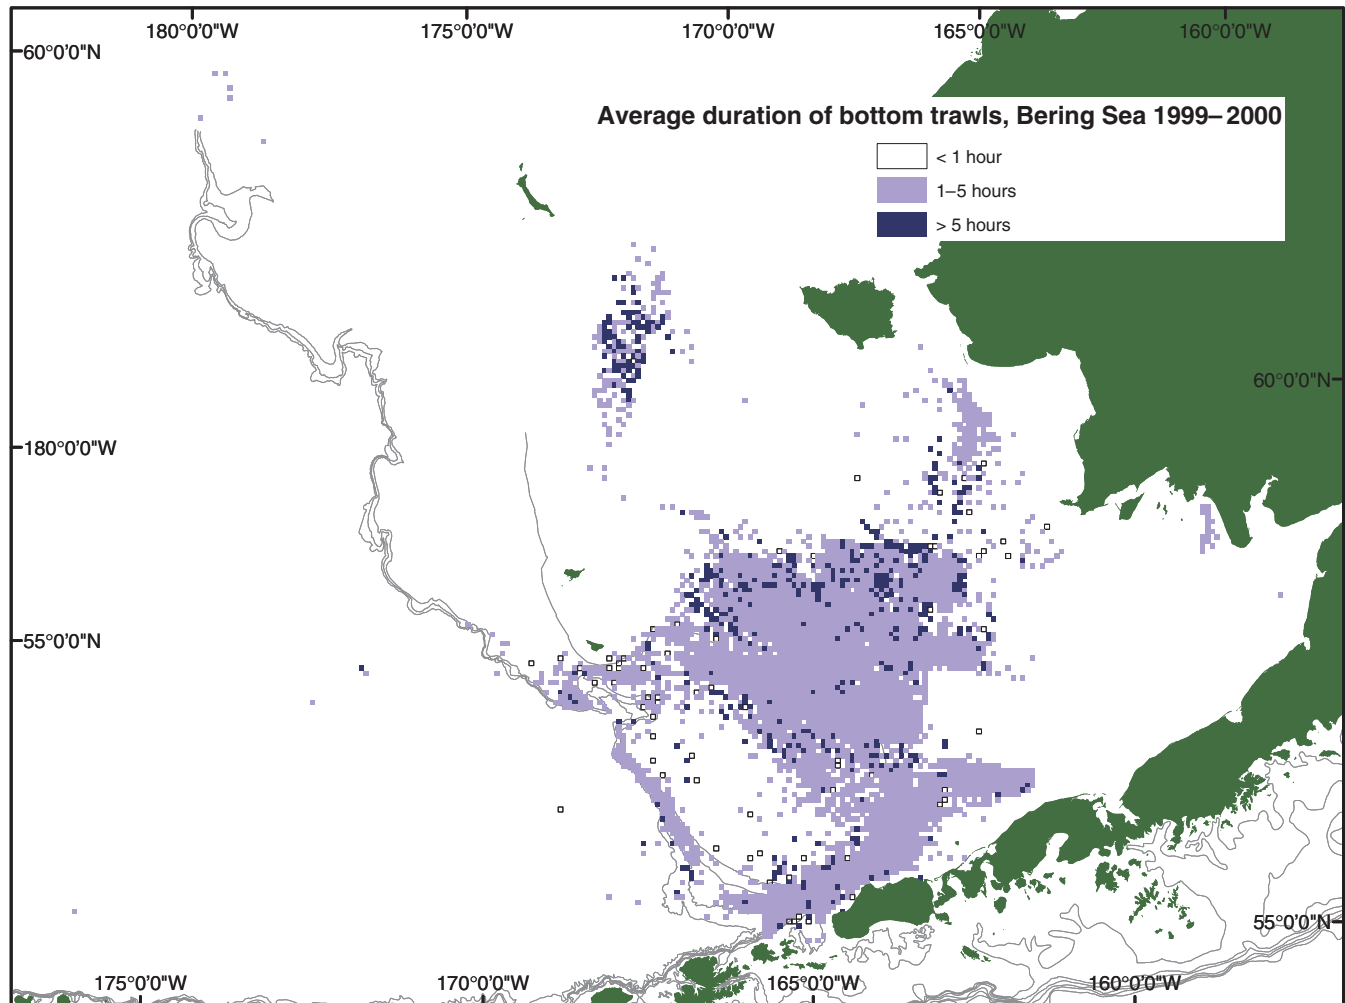 180°0'0"W 175°0'0"W 170°0'0"W 165°0'0"W 160°0'0"W
60°0'0"N
Average duration of bottom trawls, Bering Sea 1999–2000
< 1 hour
1–5 hours
> 5 hours
60°0'0"N
180°0'0"W
55°0'0"N
55°0'0"N
175°0'0"W 170°0'0"W 165°0'0"W 160°0'0"W